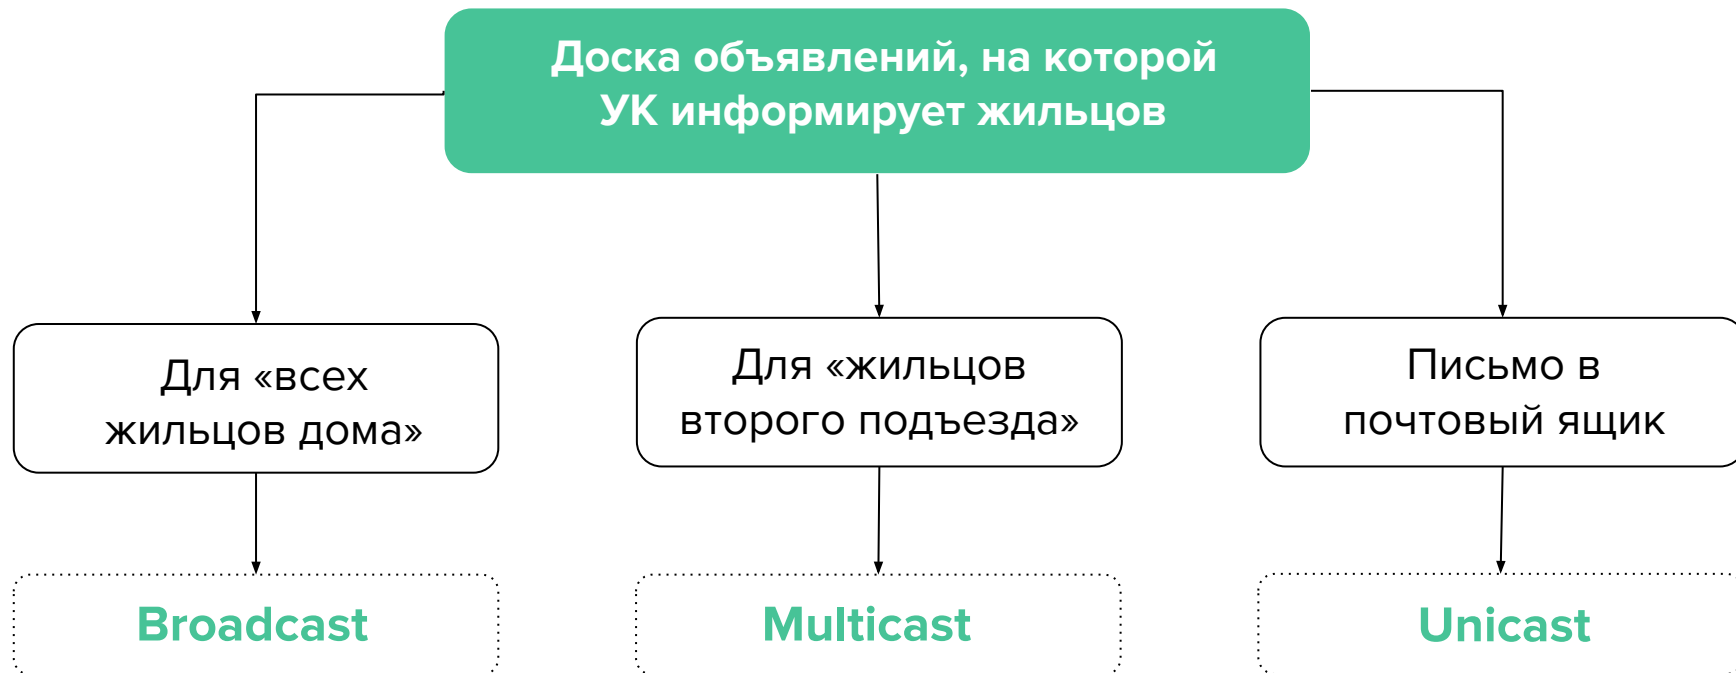 Доска объявлений, на которой
УК информирует жильцов
Для «всех
жильцов дома»
Для «жильцов
второго подъезда»
Письмо в
почтовый ящик
Broadcast
Multicast
Unicast